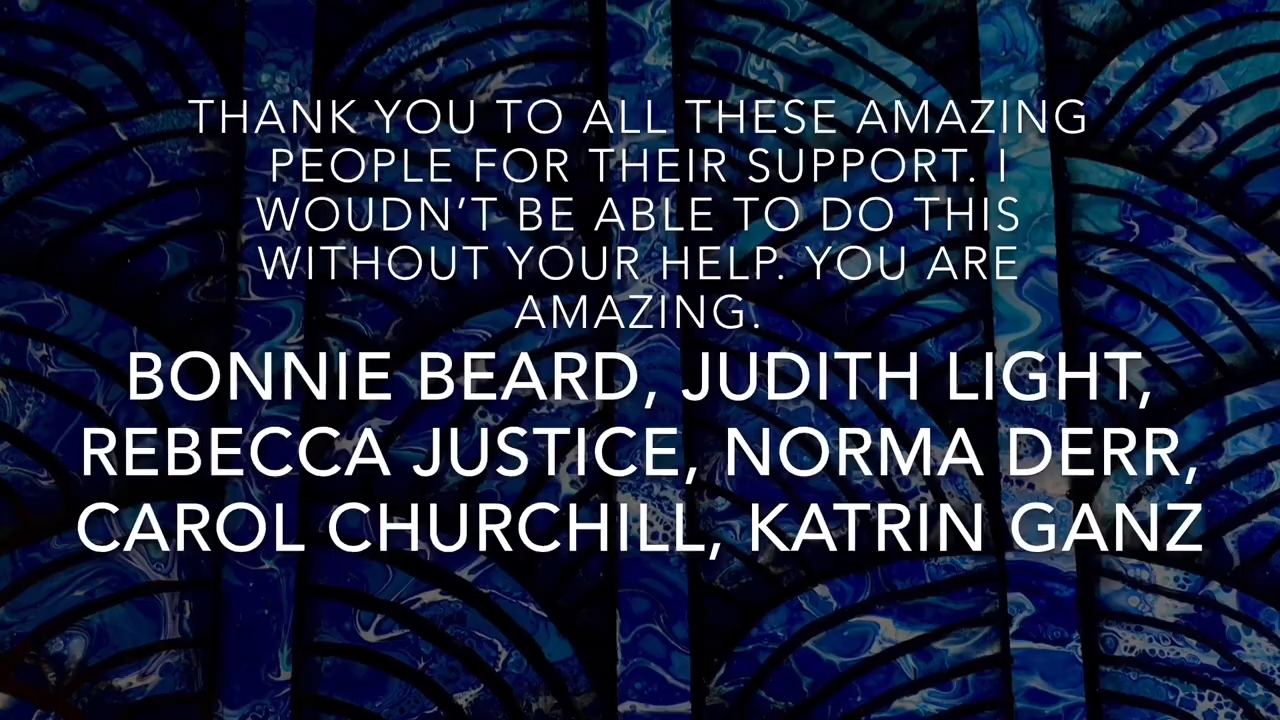 THANK YOU TO ALL THESE AMAZING
PEOPLE FOR THEIR SUPPORT. I
WOUDN’T BE ABLE TO DO THIS
WITHOUT YOUR HELP. YOU ARE
AMAZING.
BONNIE BEARD, JUDITH LIGHT,
REBECCA JUSTICE, NORMA DERR,
CAROL CHURCHILL, KATRIN GANZ